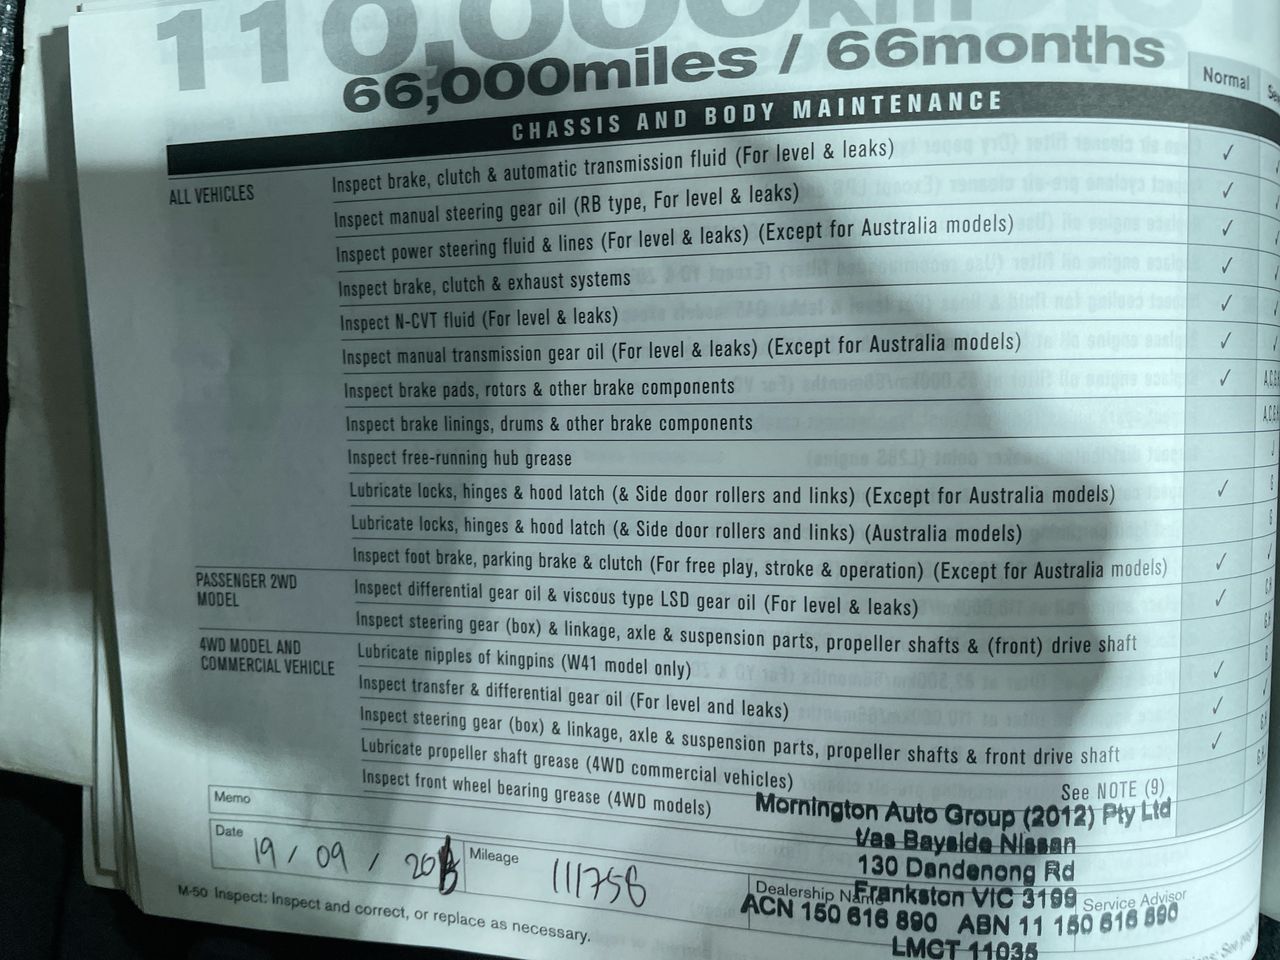 110,000km
66,000miles / 66months
Normal
CHASSIS AND BODY MAINTENANCE
ALL VEHICLES
Inspect brake, clutch & automatic transmission fluid (For level & leaks) ✓
Inspect manual steering gear oil (RB type, For level & leaks) ✓
Inspect power steering fluid & lines (For level & leaks) (Except for Australia models) ✓
Inspect brake, clutch & exhaust systems ✓
Inspect N-CVT fluid (For level & leaks) ✓
Inspect manual transmission gear oil (For level & leaks) (Except for Australia models) ✓
Inspect brake pads, rotors & other brake components ✓
Inspect brake linings, drums & other brake components
Inspect free-running hub grease
Lubricate locks, hinges & hood latch (& Side door rollers and links) (Except for Australia models) ✓
Lubricate locks, hinges & hood latch (& Side door rollers and links) (Australia models)
Inspect foot brake, parking brake & clutch (For free play, stroke & operation) (Except for Australia models) ✓
PASSENGER 2WD MODEL
Inspect differential gear oil & viscous type LSD gear oil (For level & leaks) ✓
Inspect steering gear (box) & linkage, axle & suspension parts, propeller shafts & (front) drive shaft
4WD MODEL AND COMMERCIAL VEHICLE
Lubricate nipples of kingpins (W41 model only) ✓
Inspect transfer & differential gear oil (For level and leaks) ✓
Inspect steering gear (box) & linkage, axle & suspension parts, propeller shafts & front drive shaft ✓
Lubricate propeller shaft grease (4WD commercial vehicles)
Inspect front wheel bearing grease (4WD models) See NOTE (9)
Memo
Mornington Auto Group (2012) Pty Ltd
t/as Bayside Nissan
130 Dandenong Rd
Frankston VIC 3199
ACN 150 616 890 ABN 11 150 616 890
LMCT 11035
Date 19 / 09 /
Mileage 111756
Dealership Name
Service Advisor
M-50 Inspect: Inspect and correct, or replace as necessary.